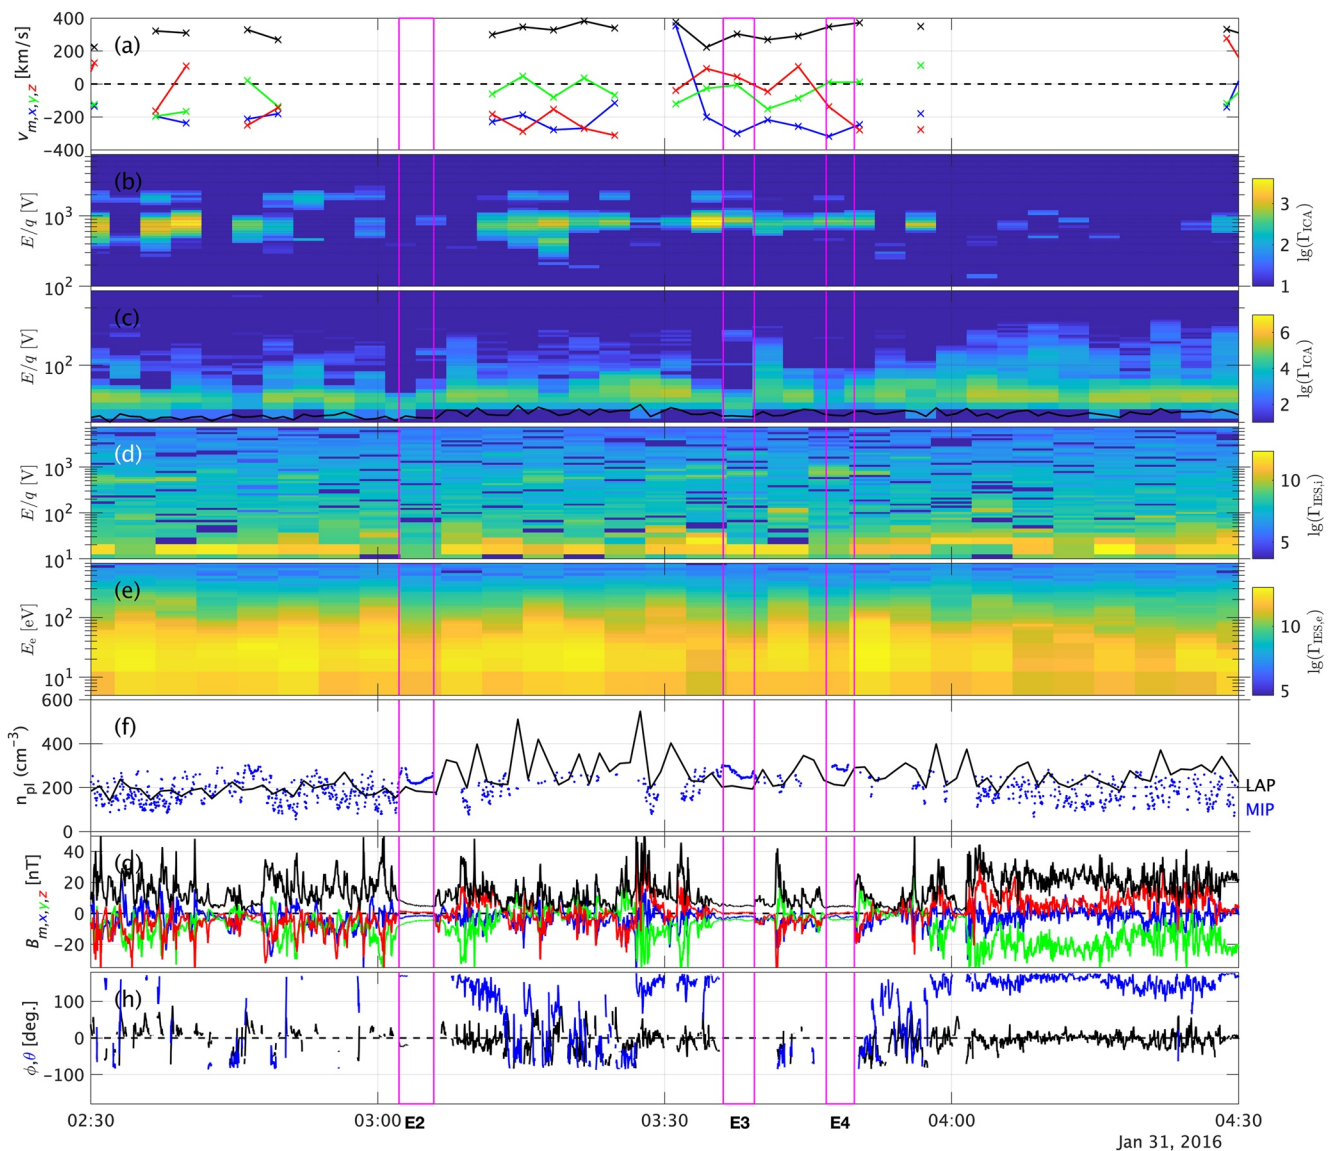 400
200
0
−200
−400
v_m,x,y,z [km/s]
(a)
10^3
10^2
E/q [V]
(b)
3
2
1
lg(Γ_ICA)
10^2
E/q [V]
(c)
6
4
2
lg(Γ_ICA)
10^3
10^2
10^1
E/q [V]
(d)
10
5
lg(Γ_IES,i)
10^2
10^1
E_e [eV]
(e)
10
5
lg(Γ_IES,e)
600
400
200
0
n_pl (cm^−3)
(f)
LAP
MIP
40
20
0
−20
B_m,x,y,z [nT]
(g)
100
0
−100
ϕ,θ [deg.]
(h)
02:30 03:00 E2 03:30 E3 E4 04:00 04:30
Jan 31, 2016